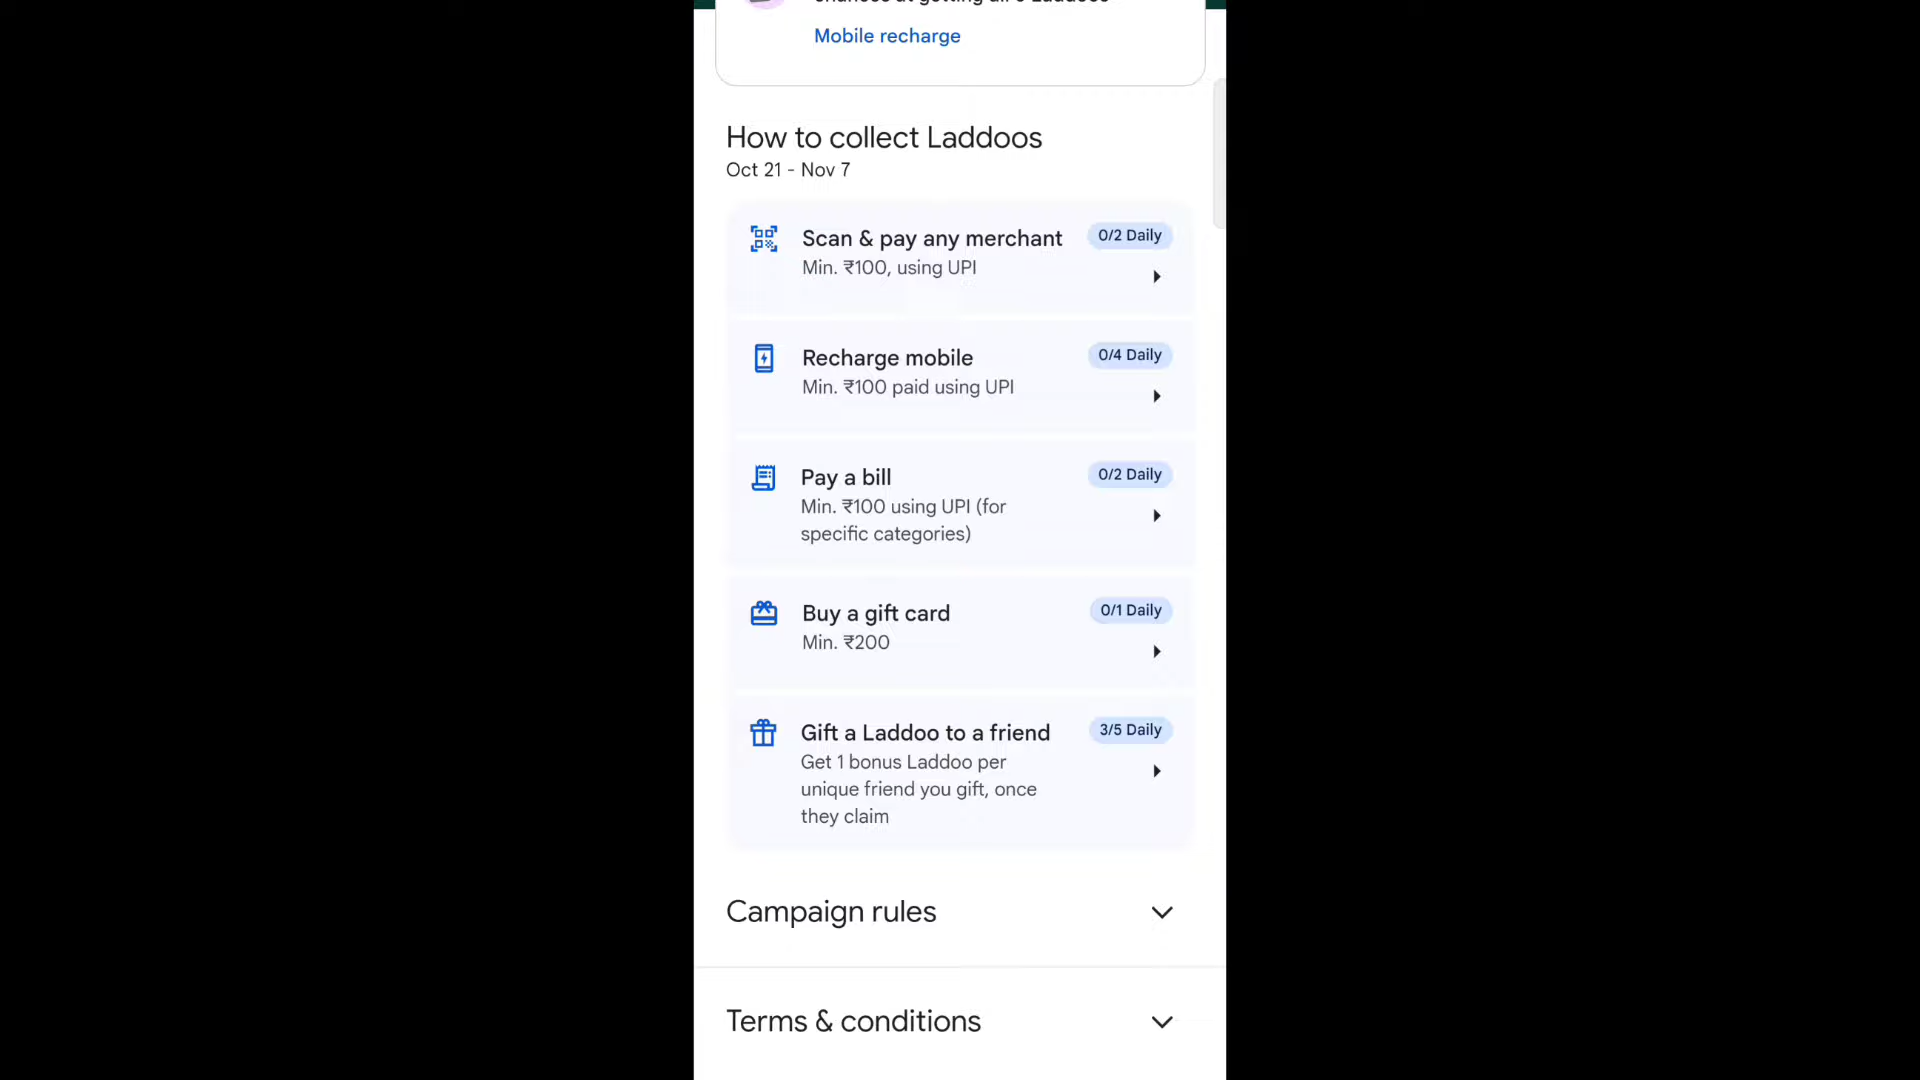 Mobile recharge
How to collect Laddoos
Oct 21 - Nov 7
Scan & pay any merchant
0/2 Daily
Min. ₹100, using UPI
Recharge mobile
0/4 Daily
Min. ₹100 paid using UPI
Pay a bill
0/2 Daily
Min. ₹100 using UPI (for
specific categories)
Buy a gift card
0/1 Daily
Min. ₹200
Gift a Laddoo to a friend
3/5 Daily
Get 1 bonus Laddoo per
unique friend you gift, once
they claim
Campaign rules
Terms & conditions